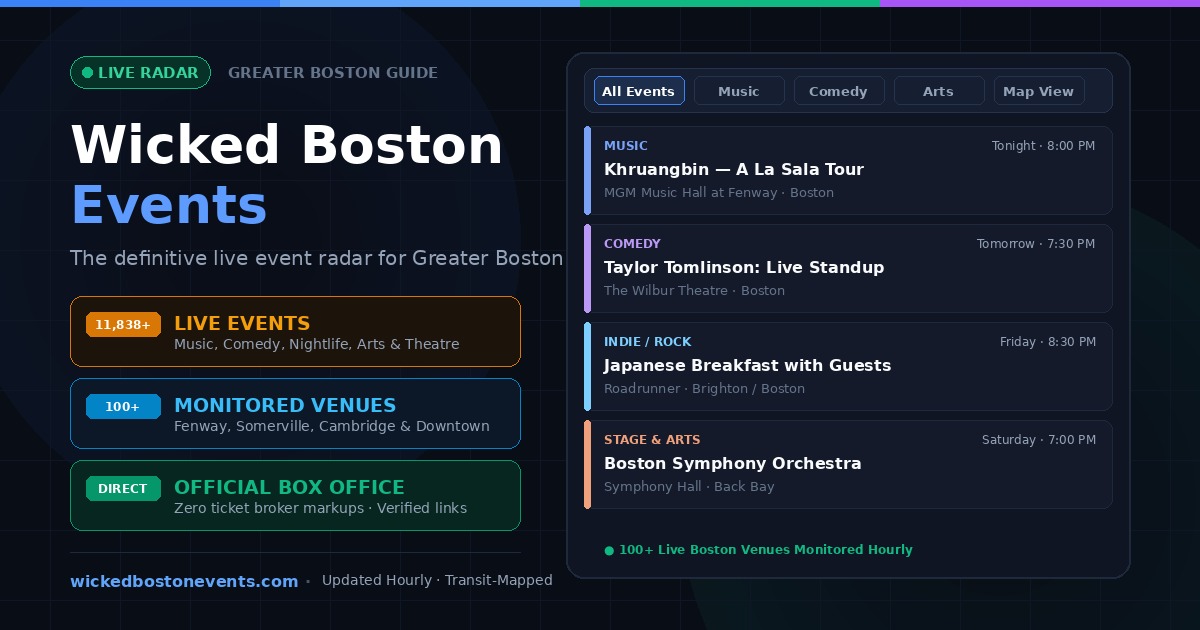 LIVE RADAR
GREATER BOSTON GUIDE
Wicked Boston
Events
The definitive live event radar for Greater Boston
11,838+
LIVE EVENTS
Music, Comedy, Nightlife, Arts & Theatre
100+
MONITORED VENUES
Fenway, Somerville, Cambridge & Downtown
DIRECT
OFFICIAL BOX OFFICE
Zero ticket broker markups · Verified links
wickedbostonevents.com · Updated Hourly · Transit-Mapped
All Events
Music
Comedy
Arts
Map View
MUSIC
Tonight · 8:00 PM
Khruangbin — A La Sala Tour
MGM Music Hall at Fenway · Boston
COMEDY
Tomorrow · 7:30 PM
Taylor Tomlinson: Live Standup
The Wilbur Theatre · Boston
INDIE / ROCK
Friday · 8:30 PM
Japanese Breakfast with Guests
Roadrunner · Brighton / Boston
STAGE & ARTS
Saturday · 7:00 PM
Boston Symphony Orchestra
Symphony Hall · Back Bay
● 100+ Live Boston Venues Monitored Hourly